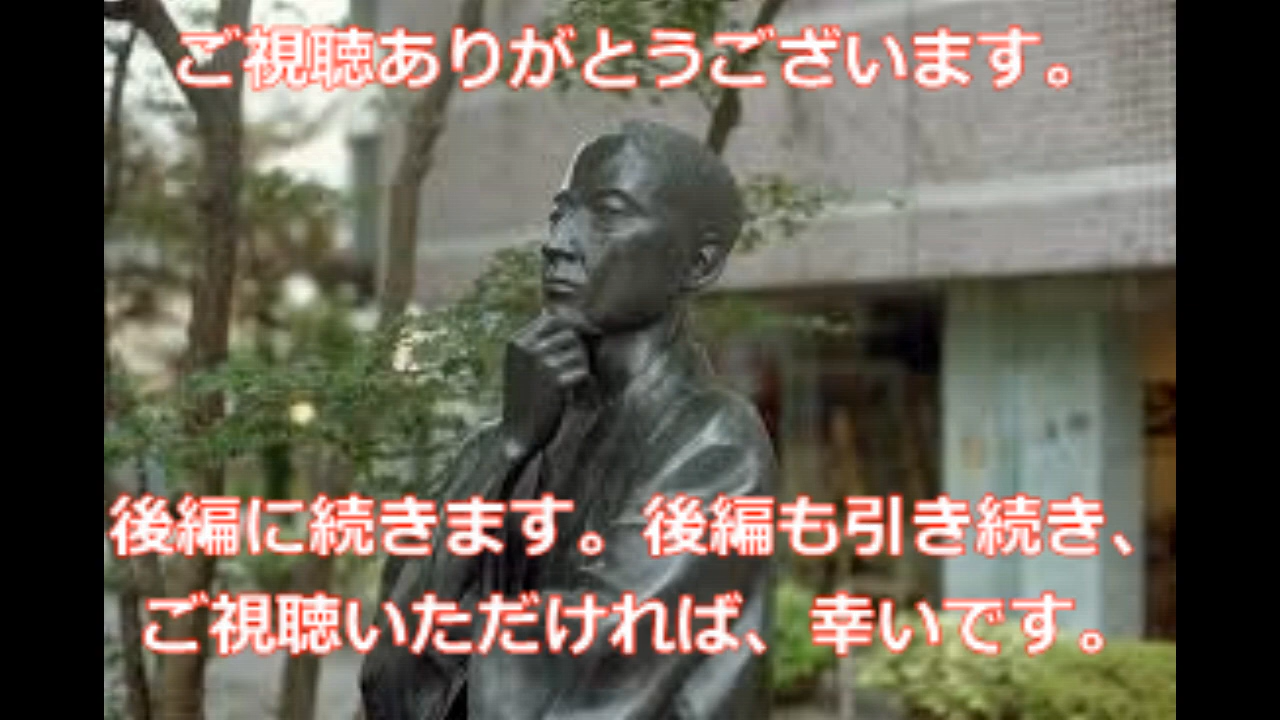 ご視聴ありがとうございます。
後編に続きます。後編も引き続き、
ご視聴いただければ、幸いです。